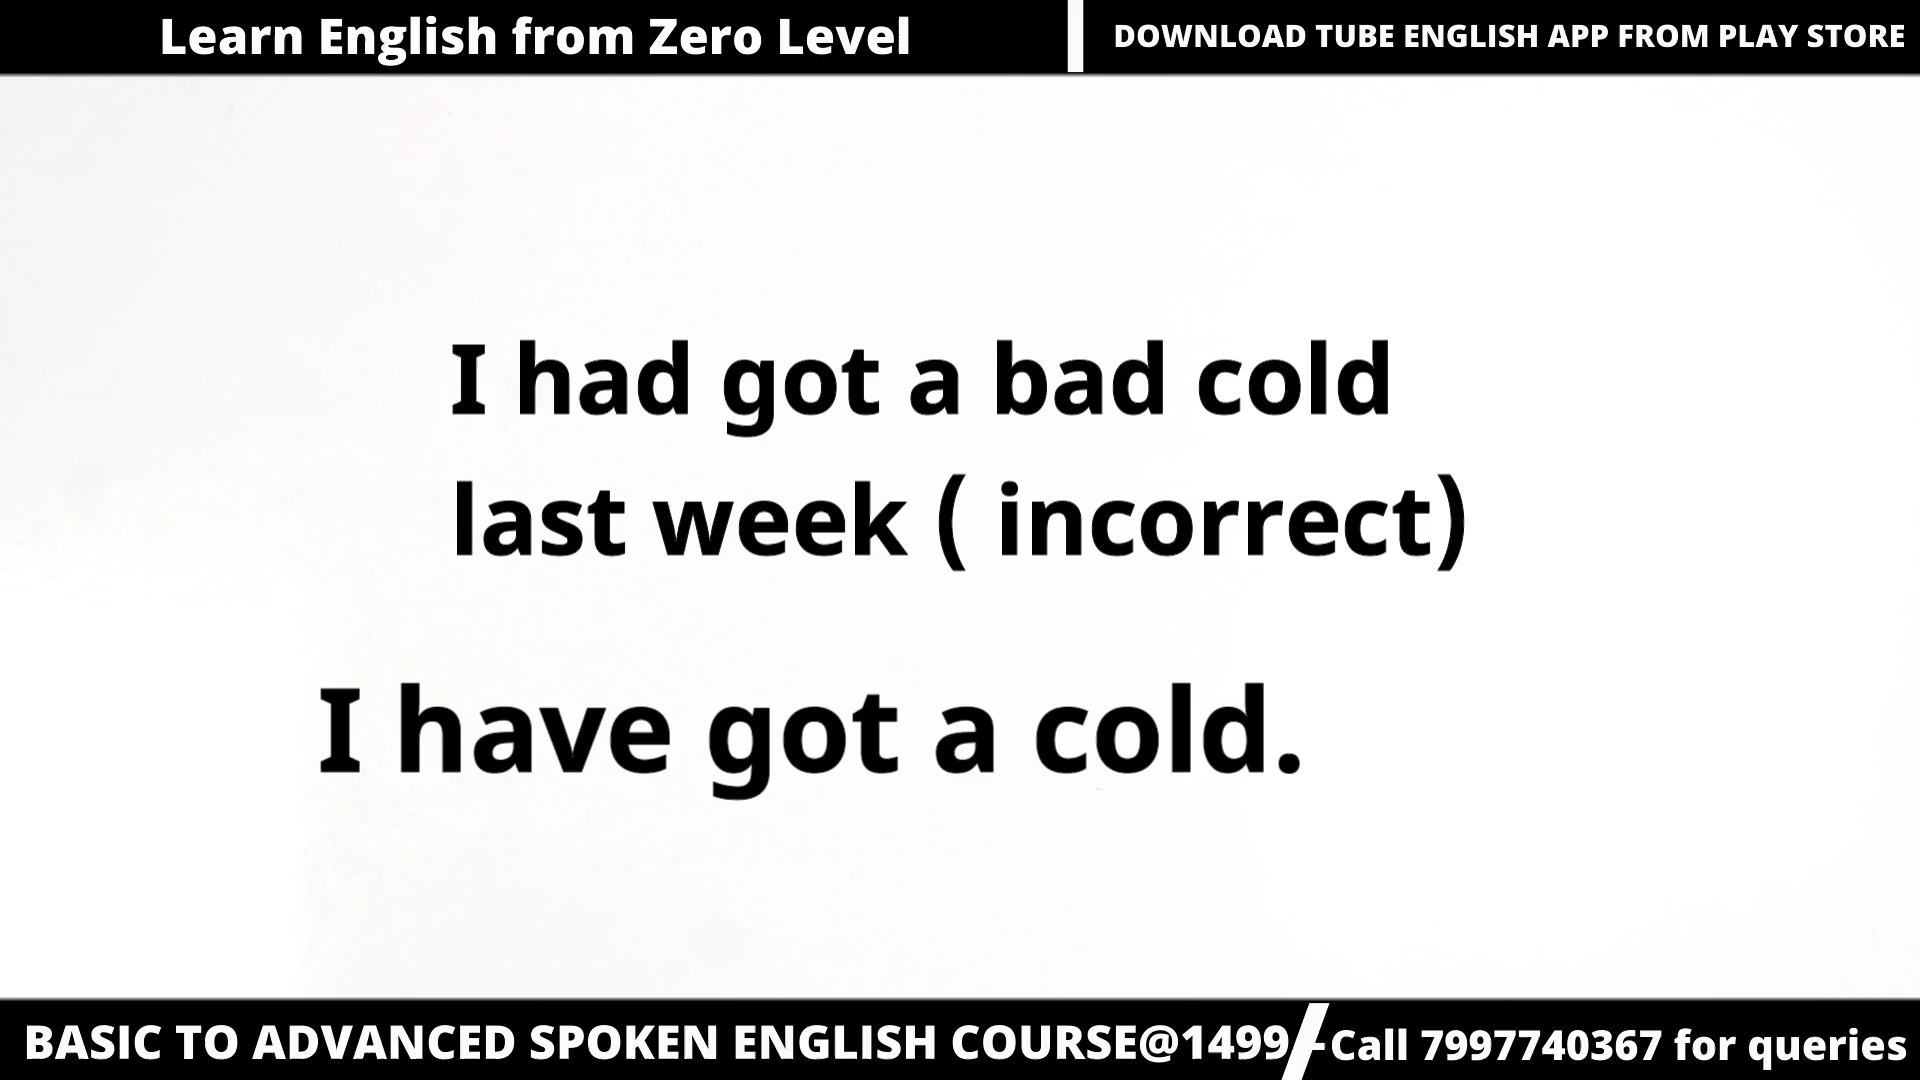 Learn English from Zero Level
DOWNLOAD TUBE ENGLISH APP FROM PLAY STORE
I had got a bad cold
last week ( incorrect)
I have got a cold.
BASIC TO ADVANCED SPOKEN ENGLISH COURSE@1499/-
Call 7997740367 for queries